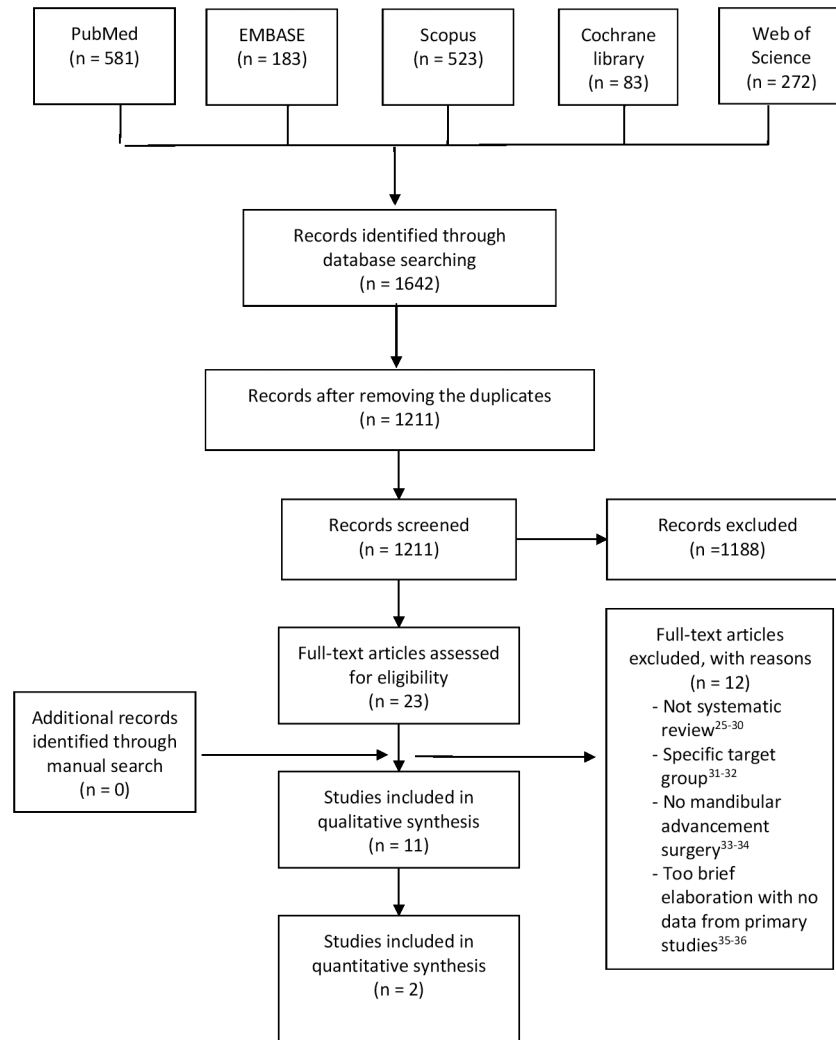 PubMed
(n = 581)
EMBASE
(n = 183)
Scopus
(n = 523)
Cochrane
library
(n = 83)
Web of
Science
(n = 272)
Records identified through
database searching
(n = 1642)
Records after removing the duplicates
(n = 1211)
Records screened
(n = 1211)
Records excluded
(n =1188)
Full-text articles assessed
for eligibility
(n = 23)
Full-text articles
excluded, with reasons
(n = 12)
- Not systematic
review25-30
- Specific target
group31-32
- No mandibular
advancement
surgery33-34
- Too brief
elaboration with no
data from primary
studies35-36
Additional records
identified through
manual search
(n = 0)
Studies included in
qualitative synthesis
(n = 11)
Studies included in
quantitative synthesis
(n = 2)